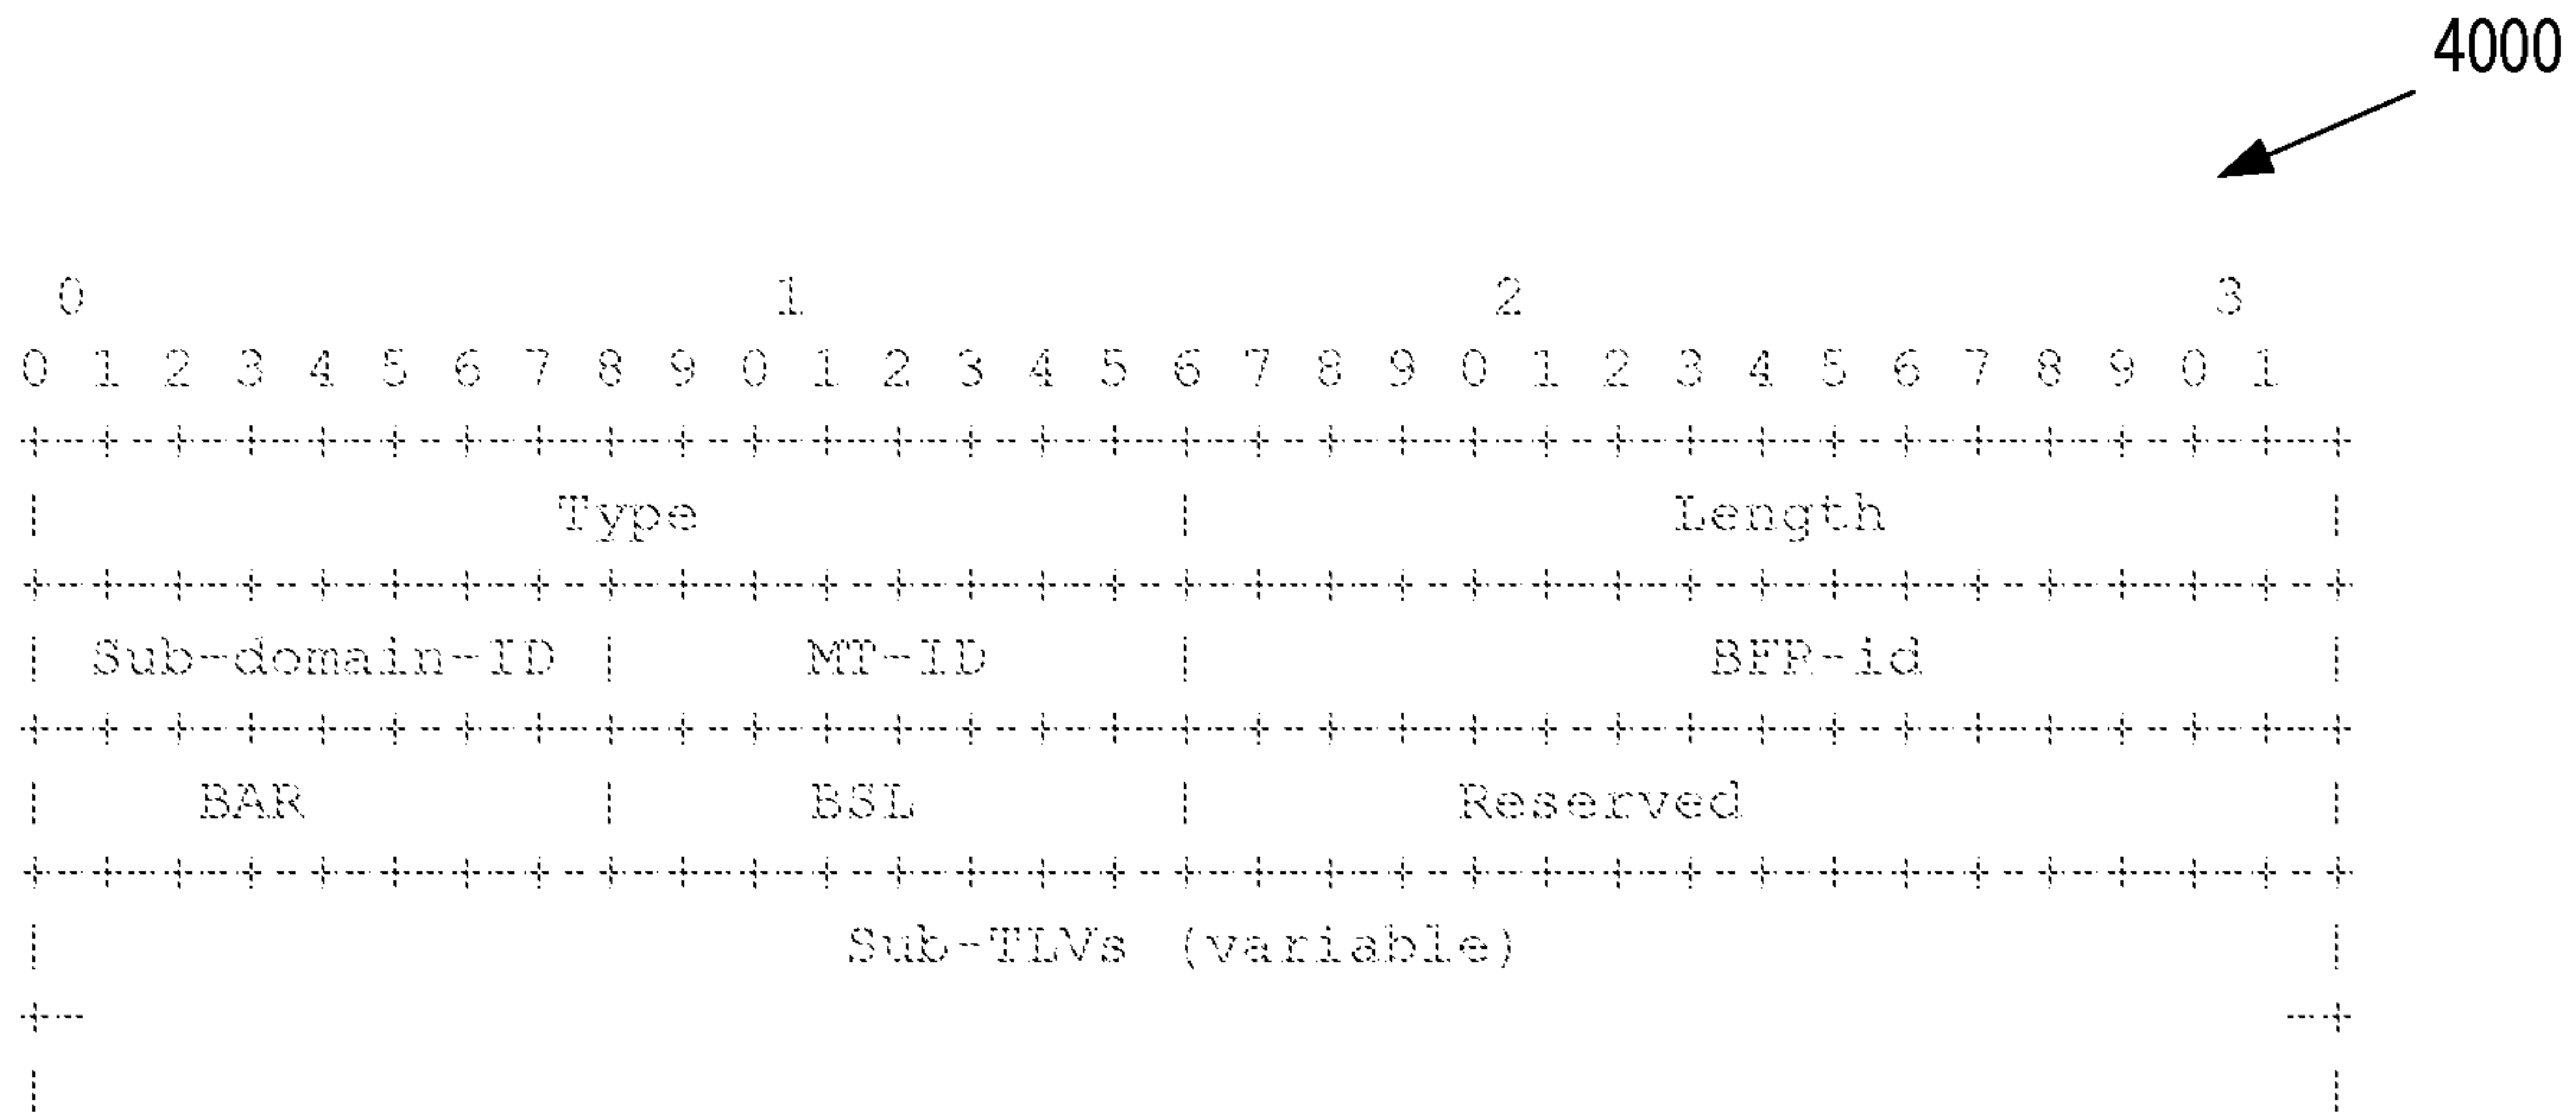 4000
0 1 2 3
0 1 2 3 4 5 6 7 8 9 0 1 2 3 4 5 6 7 8 9 0 1 2 3 4 5 6 7 8 9 0 1
Type Length
Sub-domain-ID MT-ID BFR-id
BAR BSL Reserved
Sub-TLVs (variable)